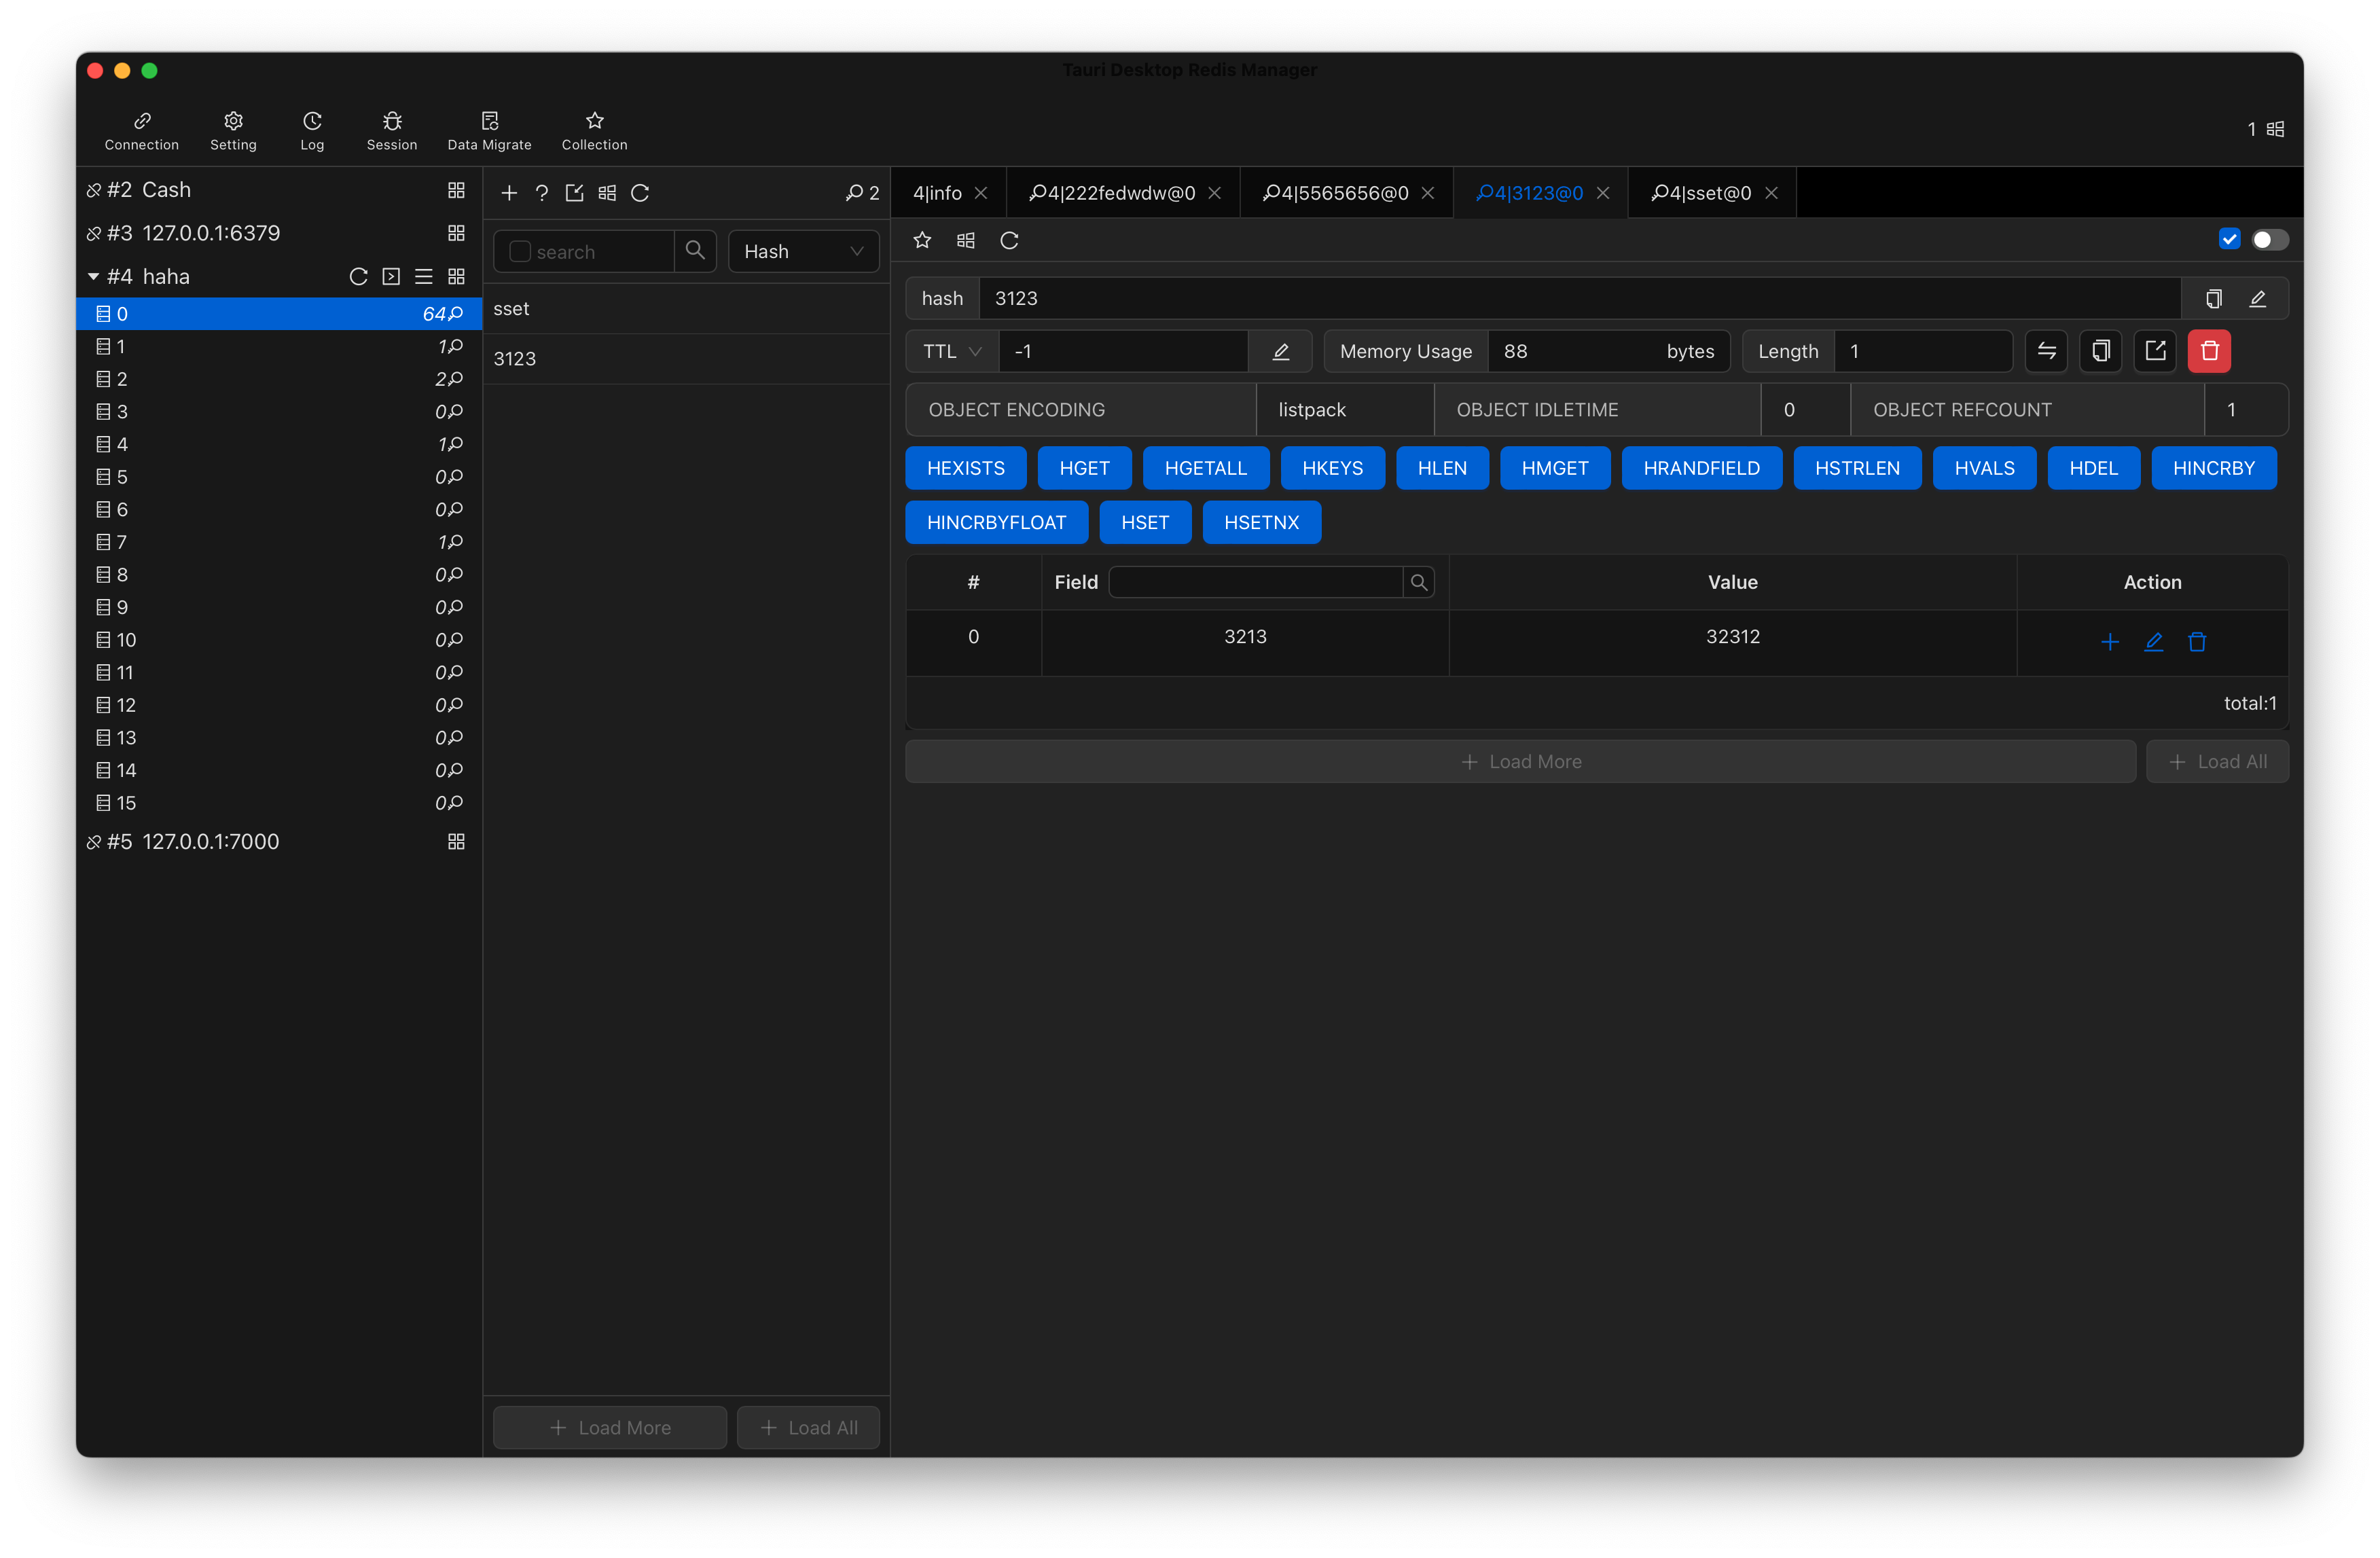 Tauri Desktop Redis Manager
Connection Setting Log Session Data Migrate Collection
1
#2 Cash
#3 127.0.0.1:6379
#4 haha
0 64
1 1
2 2
3 0
4 1
5 0
6 0
7 1
8 0
9 0
10 0
11 0
12 0
13 0
14 0
15 0
#5 127.0.0.1:7000
2
search Hash
sset
3123
+ Load More + Load All
4|info 4|222fedwdw@0 4|5565656@0 4|3123@0 4|sset@0
hash 3123
TTL -1 Memory Usage 88 bytes Length 1
OBJECT ENCODING listpack OBJECT IDLETIME 0 OBJECT REFCOUNT 1
HEXISTS HGET HGETALL HKEYS HLEN HMGET HRANDFIELD HSTRLEN HVALS HDEL HINCRBY
HINCRBYFLOAT HSET HSETNX
# Field Value Action
0 3213 32312
total:1
+ Load More + Load All